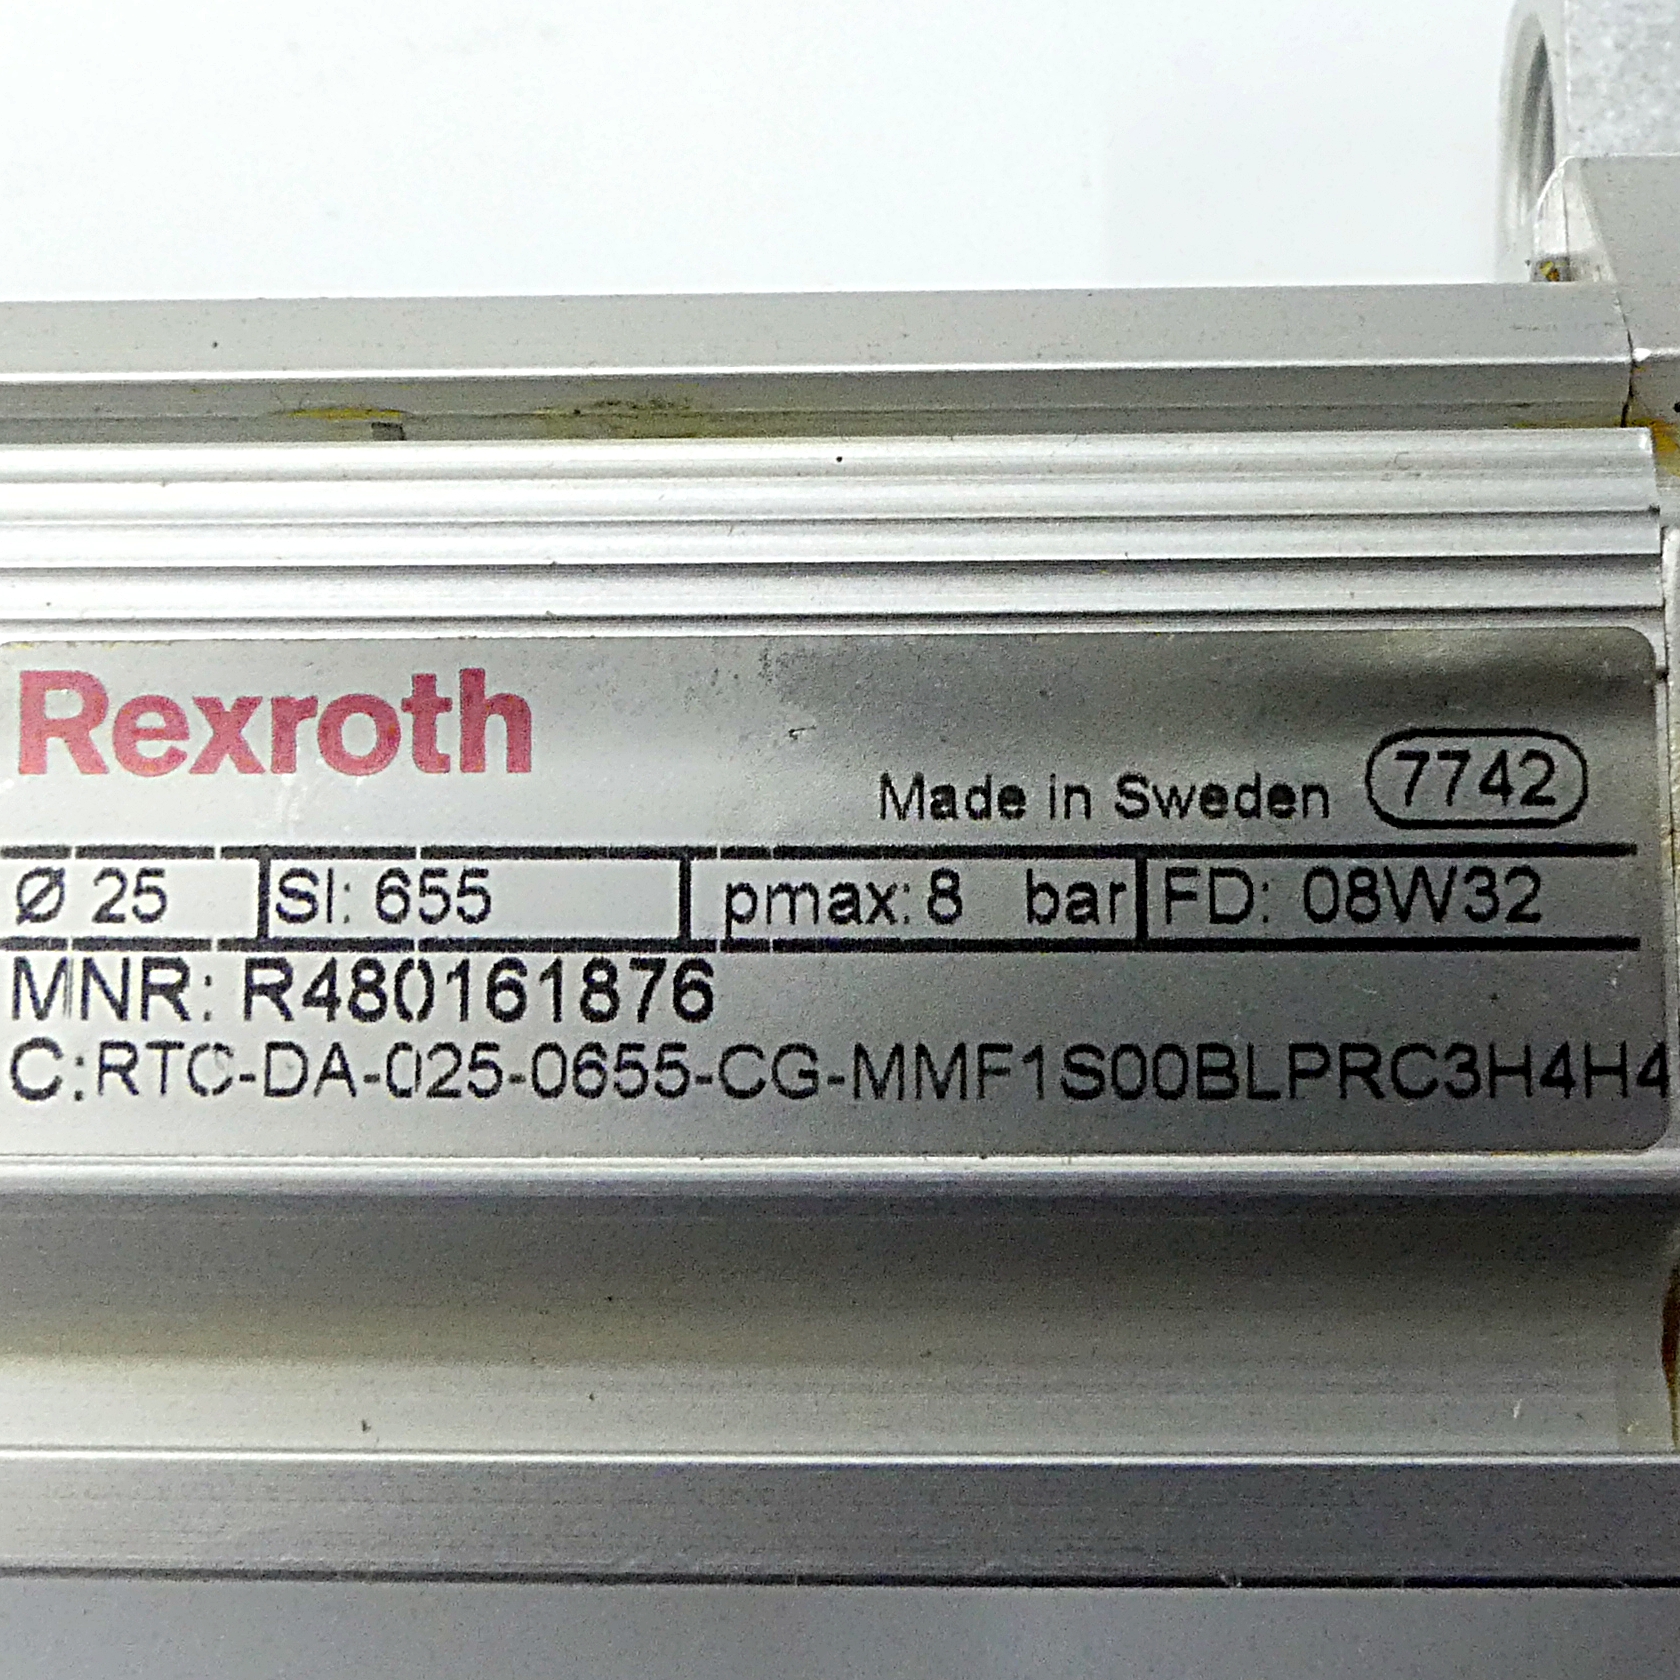 Rexroth
Made in Sweden 7742
Ø 25 SI: 655 pmax: 8 bar FD: 08W32
MNR: R480161876
C:RTC-DA-025-0655-CG-MMF1S00BLPRC3H4H4